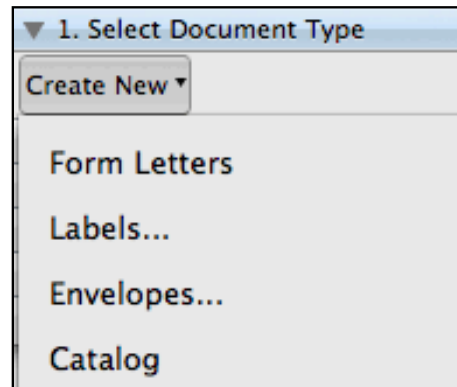 1. Select Document Type
Create New
Form Letters
Labels...
Envelopes...
Catalog